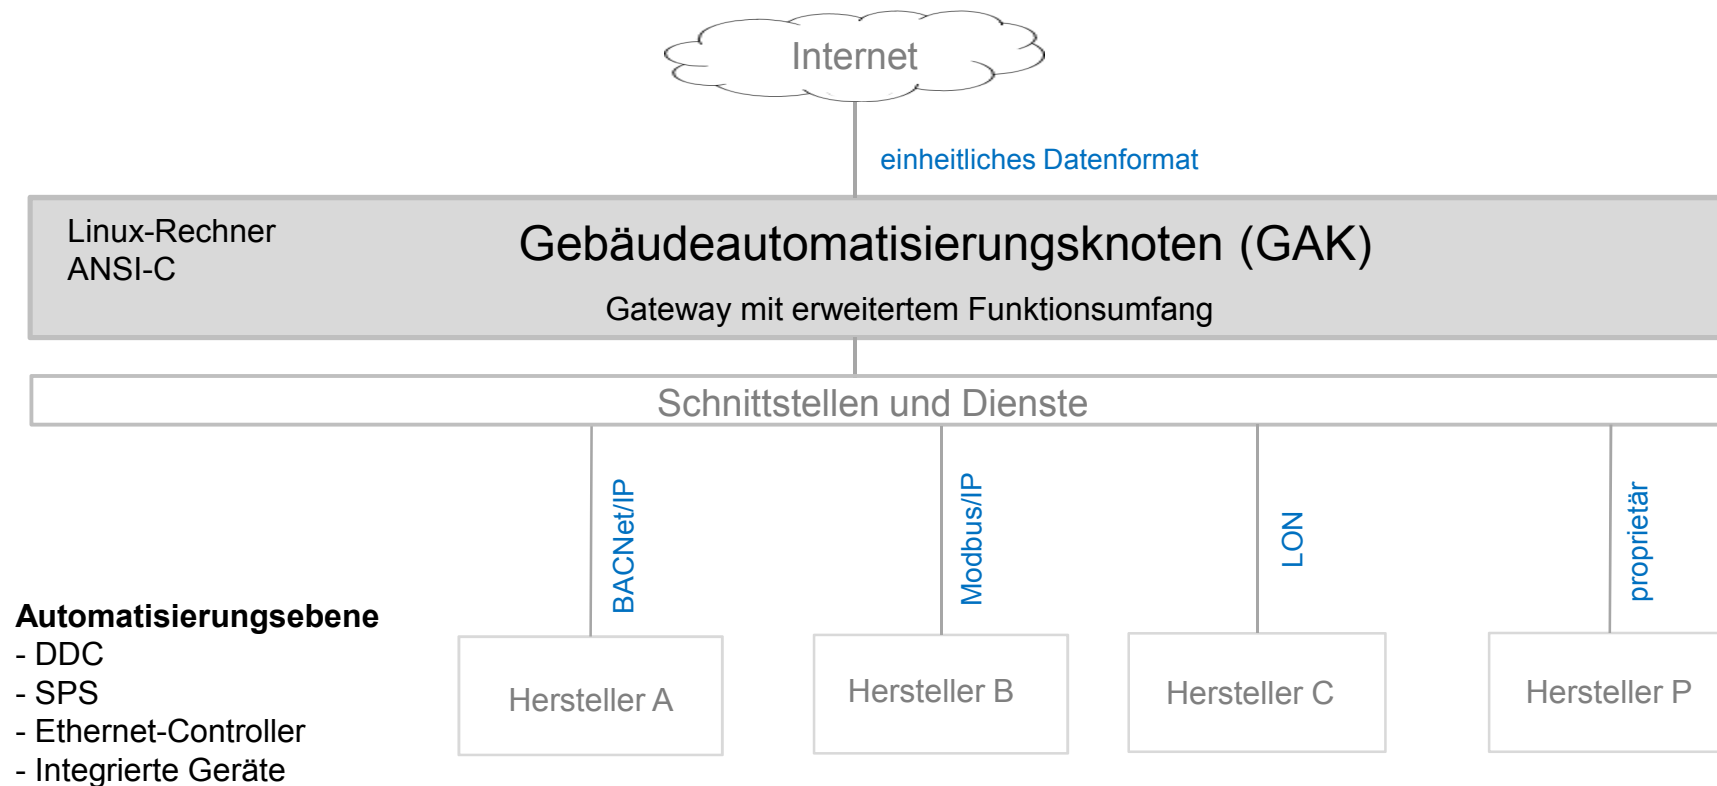 Internet
einheitliches Datenformat
Linux-Rechner
ANSI-C
Gebäudeautomatisierungsknoten (GAK)
Gateway mit erweitertem Funktionsumfang
Schnittstellen und Dienste
BACNet/IP
Modbus/IP
LON
proprietär
Automatisierungsebene
- DDC
- SPS
- Ethernet-Controller
- Integrierte Geräte
Hersteller A
Hersteller B
Hersteller C
Hersteller P